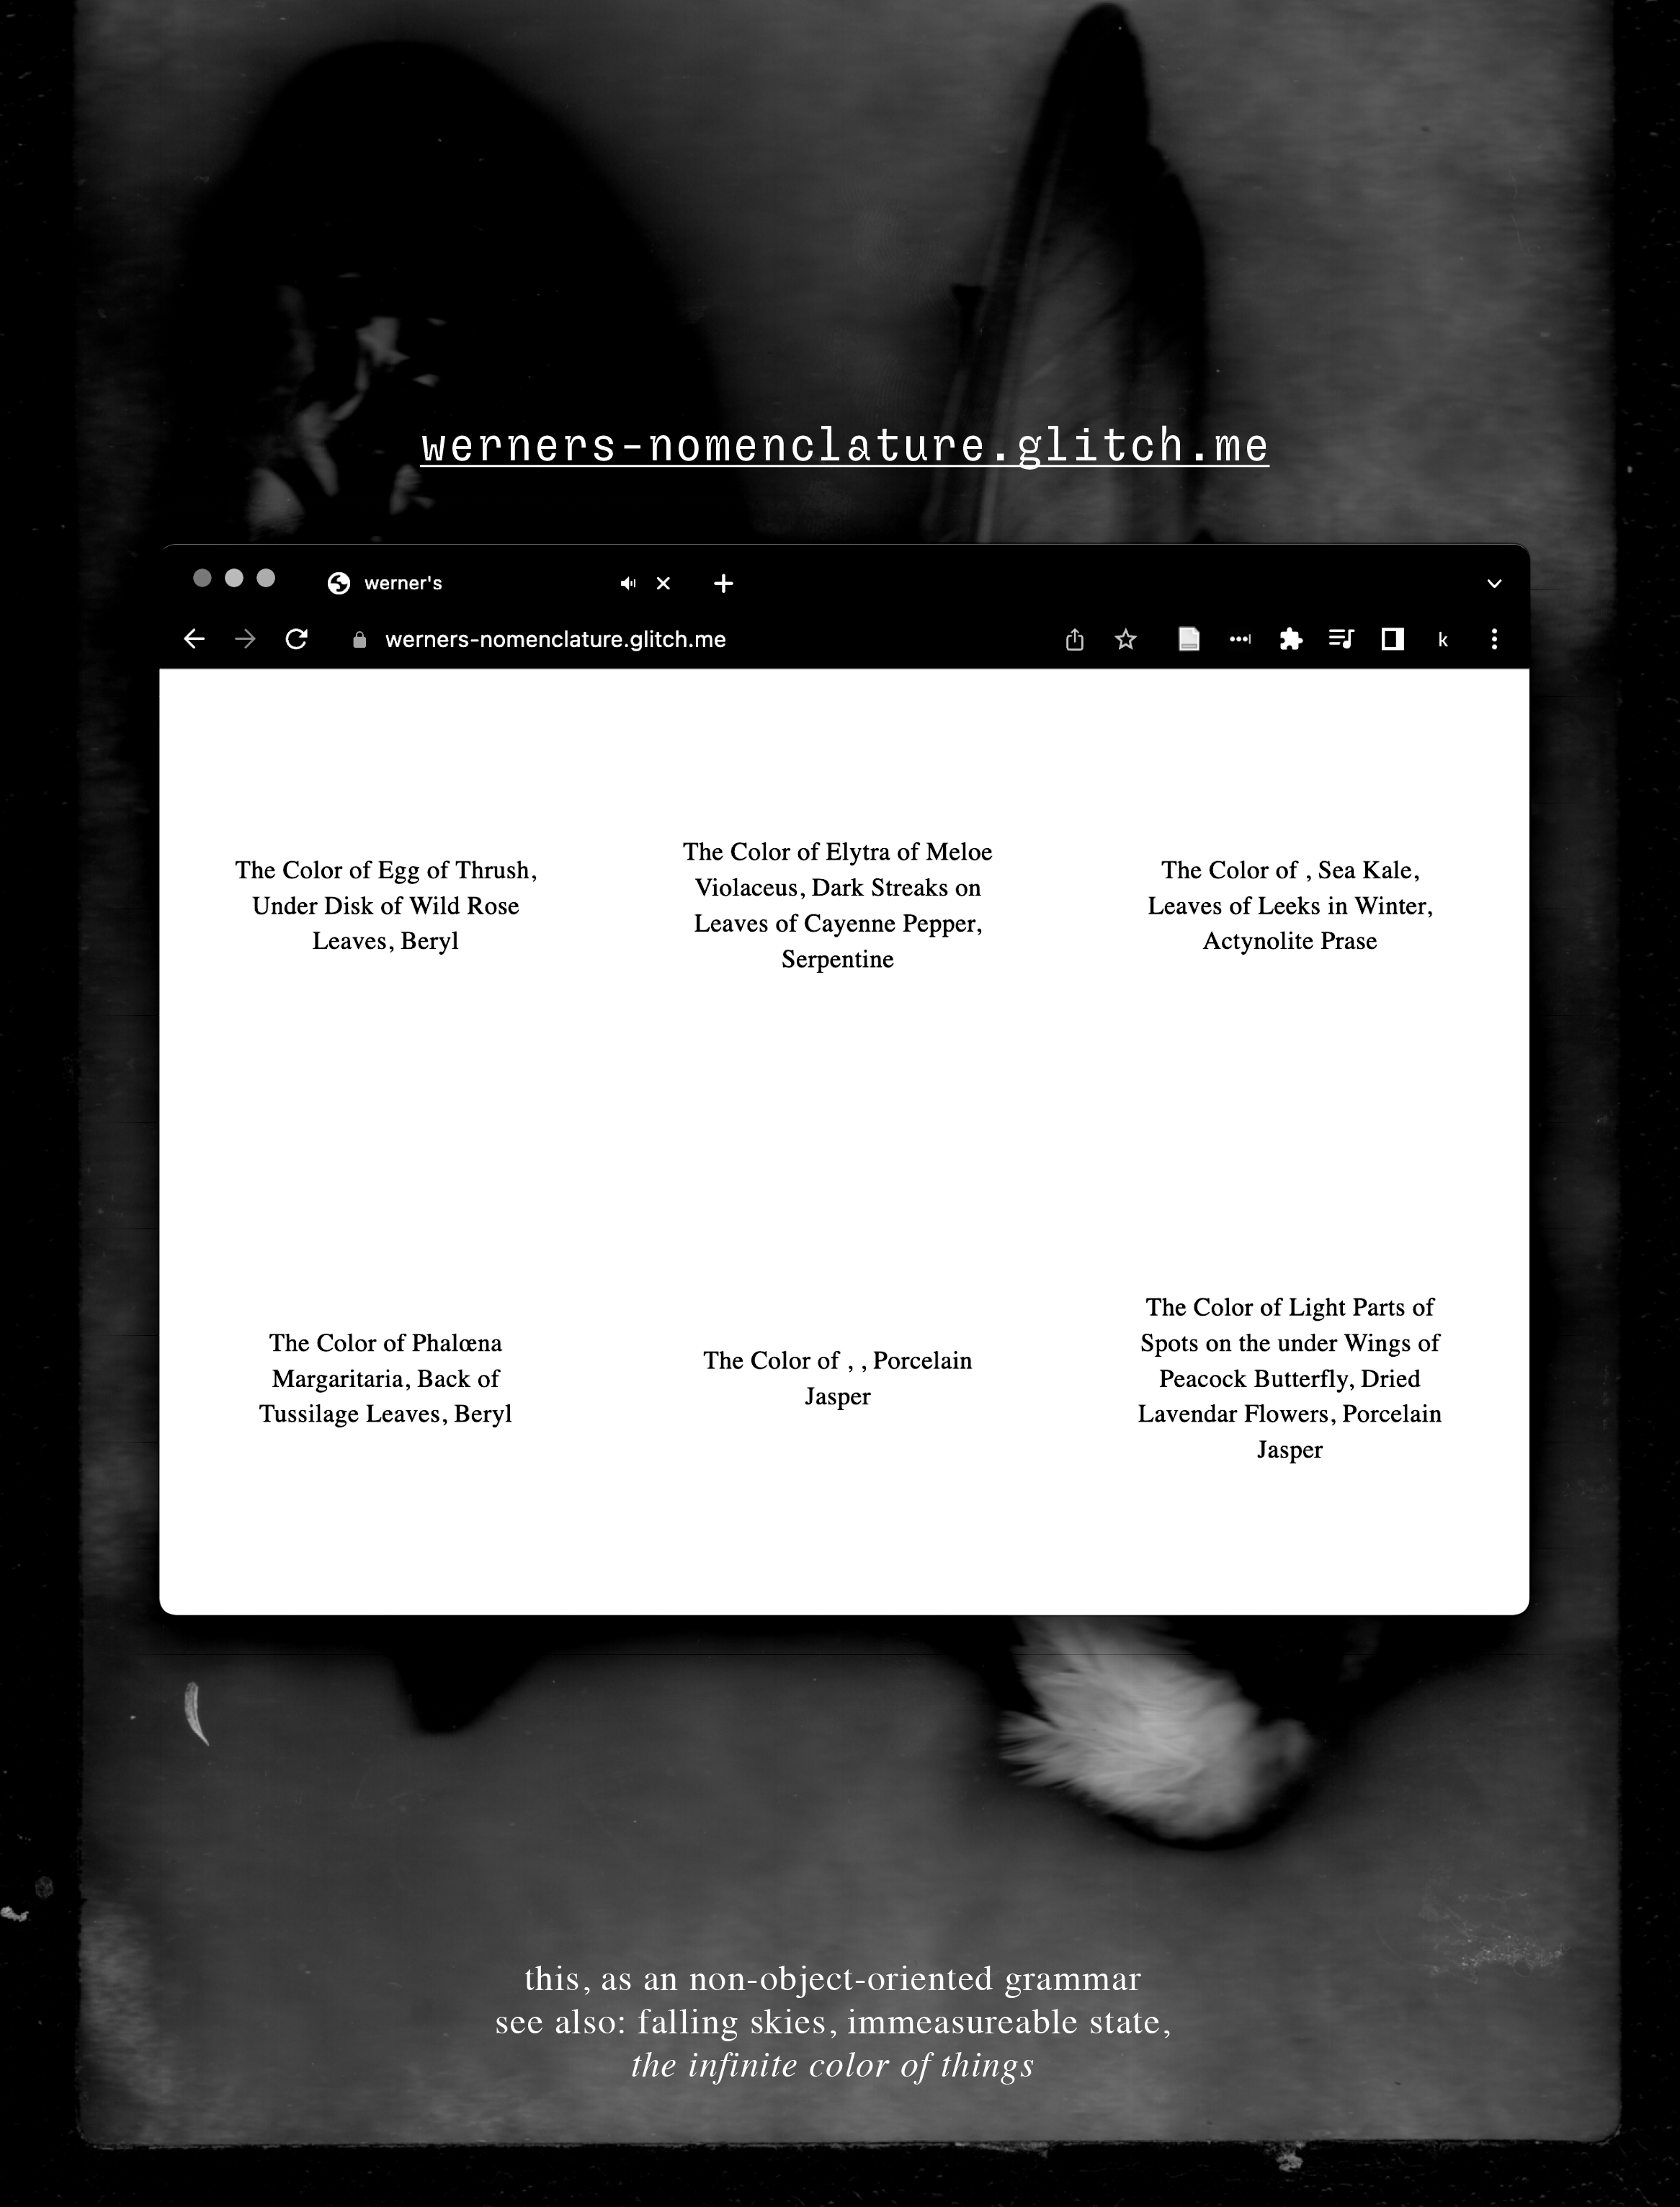 werners-nomenclature.glitch.me
werner's
werners-nomenclature.glitch.me
k
The Color of Egg of Thrush,
Under Disk of Wild Rose
Leaves, Beryl
The Color of Elytra of Meloe
Violaceus, Dark Streaks on
Leaves of Cayenne Pepper,
Serpentine
The Color of , Sea Kale,
Leaves of Leeks in Winter,
Actynolite Prase
The Color of Phalœna
Margaritaria, Back of
Tussilage Leaves, Beryl
The Color of , , Porcelain
Jasper
The Color of Light Parts of
Spots on the under Wings of
Peacock Butterfly, Dried
Lavendar Flowers, Porcelain
Jasper
this, as an non-object-oriented grammar
see also: falling skies, immeasureable state,
the infinite color of things